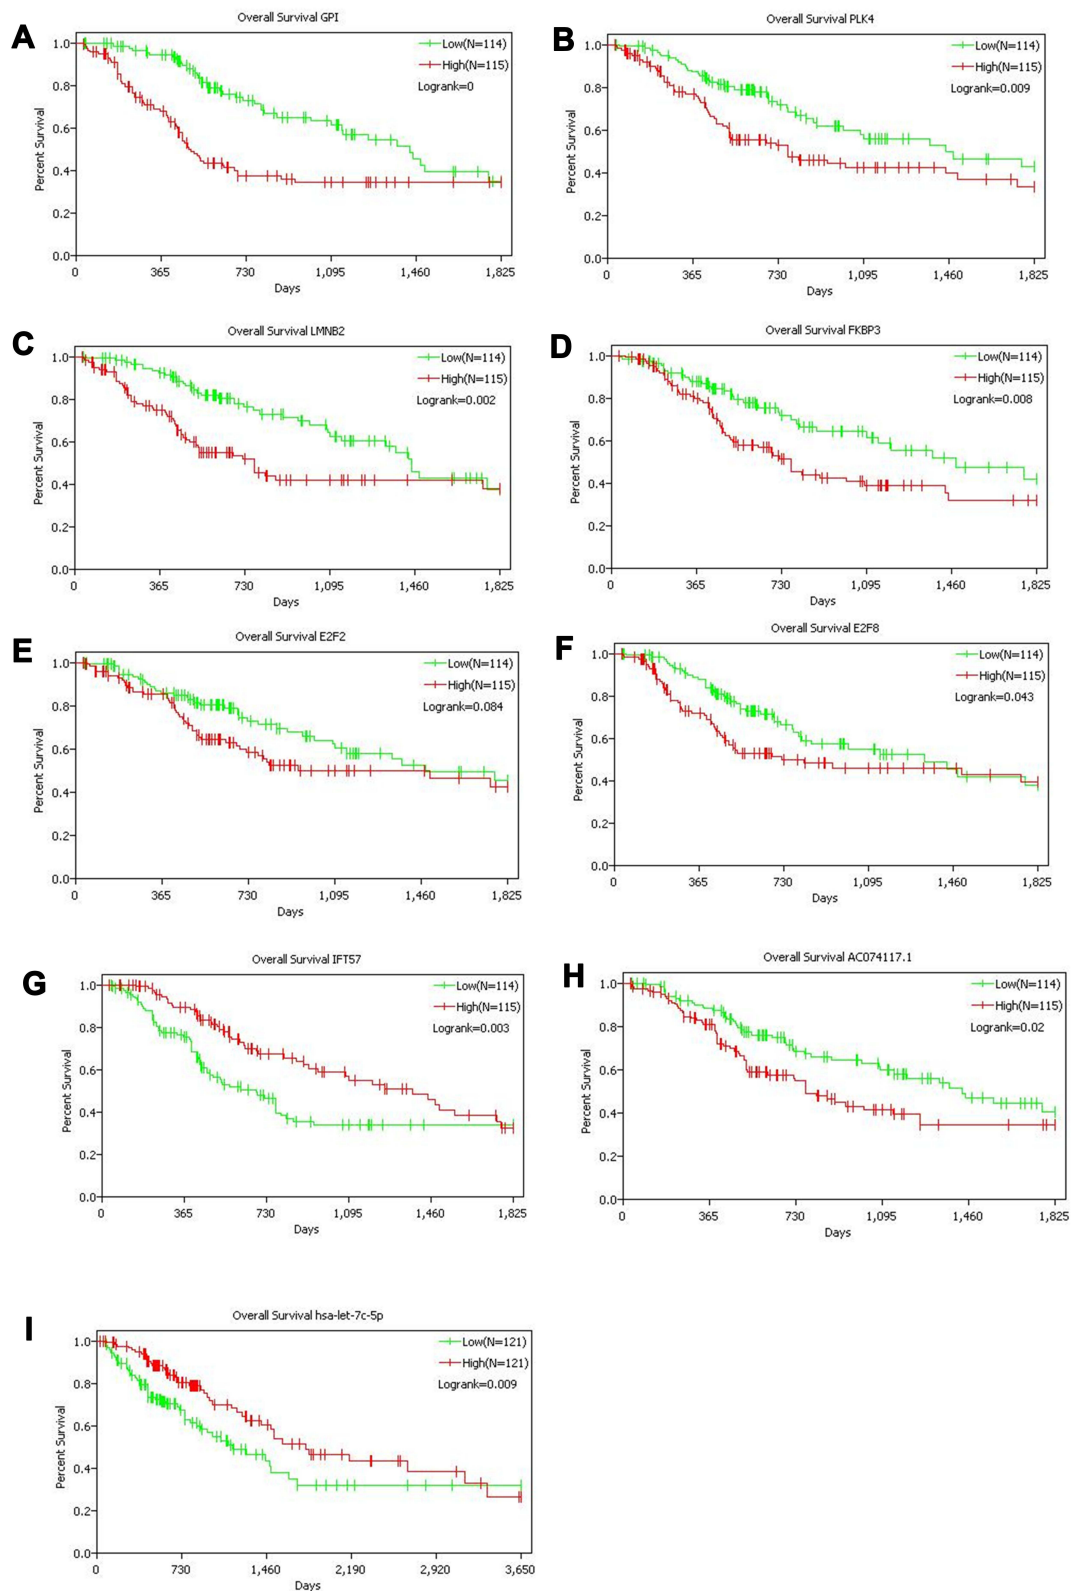 A
Overall Survival GPI
Low(N=114)
High(N=115)
Logrank=0
Percent Survival
1.0
0.8
0.6
0.4
0.2
0.0
0 365 730 1,095 1,460 1,825
Days
B
Overall Survival PLK4
Low(N=114)
High(N=115)
Logrank=0.009
Percent Survival
1.0
0.8
0.6
0.4
0.2
0.0
0 365 730 1,095 1,460 1,825
Days
C
Overall Survival LMNB2
Low(N=114)
High(N=115)
Logrank=0.002
Percent Survival
1.0
0.8
0.6
0.4
0.2
0.0
0 365 730 1,095 1,460 1,825
Days
D
Overall Survival FKBP3
Low(N=114)
High(N=115)
Logrank=0.008
Percent Survival
1.0
0.8
0.6
0.4
0.2
0.0
0 365 730 1,095 1,460 1,825
Days
E
Overall Survival E2F2
Low(N=114)
High(N=115)
Logrank=0.084
Percent Survival
1.0
0.8
0.6
0.4
0.2
0.0
0 365 730 1,095 1,460 1,825
Days
F
Overall Survival E2F8
Low(N=114)
High(N=115)
Logrank=0.043
Percent Survival
1.0
0.8
0.6
0.4
0.2
0.0
0 365 730 1,095 1,460 1,825
Days
G
Overall Survival IFT57
Low(N=114)
High(N=115)
Logrank=0.003
Percent Survival
1.0
0.8
0.6
0.4
0.2
0.0
0 365 730 1,095 1,460 1,825
Days
H
Overall Survival AC074117.1
Low(N=114)
High(N=115)
Logrank=0.02
Percent Survival
1.0
0.8
0.6
0.4
0.2
0.0
0 365 730 1,095 1,460 1,825
Days
I
Overall Survival hsa-let-7c-5p
Low(N=121)
High(N=121)
Logrank=0.009
Percent Survival
1.0
0.8
0.6
0.4
0.2
0.0
0 730 1,460 2,190 2,920 3,650
Days